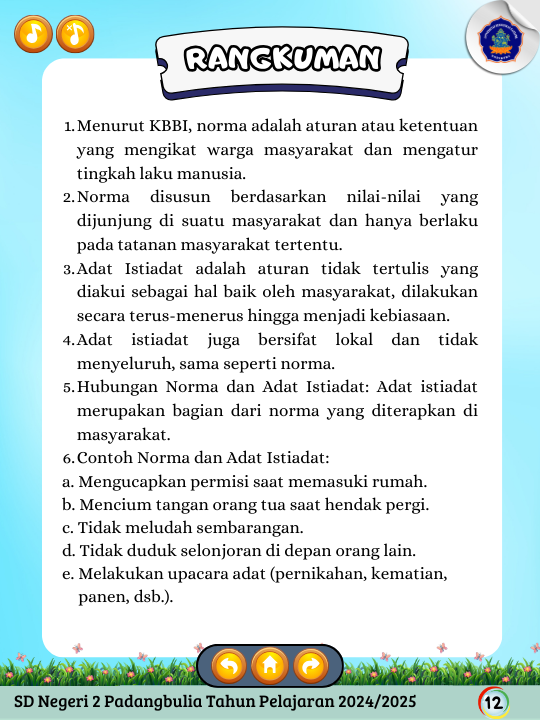 RANGKUMAN
1. Menurut KBBI, norma adalah aturan atau ketentuan
yang mengikat warga masyarakat dan mengatur
tingkah laku manusia.
2. Norma disusun berdasarkan nilai-nilai yang
dijunjung di suatu masyarakat dan hanya berlaku
pada tatanan masyarakat tertentu.
3. Adat Istiadat adalah aturan tidak tertulis yang
diakui sebagai hal baik oleh masyarakat, dilakukan
secara terus-menerus hingga menjadi kebiasaan.
4. Adat istiadat juga bersifat lokal dan tidak
menyeluruh, sama seperti norma.
5. Hubungan Norma dan Adat Istiadat: Adat istiadat
merupakan bagian dari norma yang diterapkan di
masyarakat.
6. Contoh Norma dan Adat Istiadat:
a. Mengucapkan permisi saat memasuki rumah.
b. Mencium tangan orang tua saat hendak pergi.
c. Tidak meludah sembarangan.
d. Tidak duduk selonjoran di depan orang lain.
e. Melakukan upacara adat (pernikahan, kematian,
panen, dsb.).
SD Negeri 2 Padangbulia Tahun Pelajaran 2024/2025
12